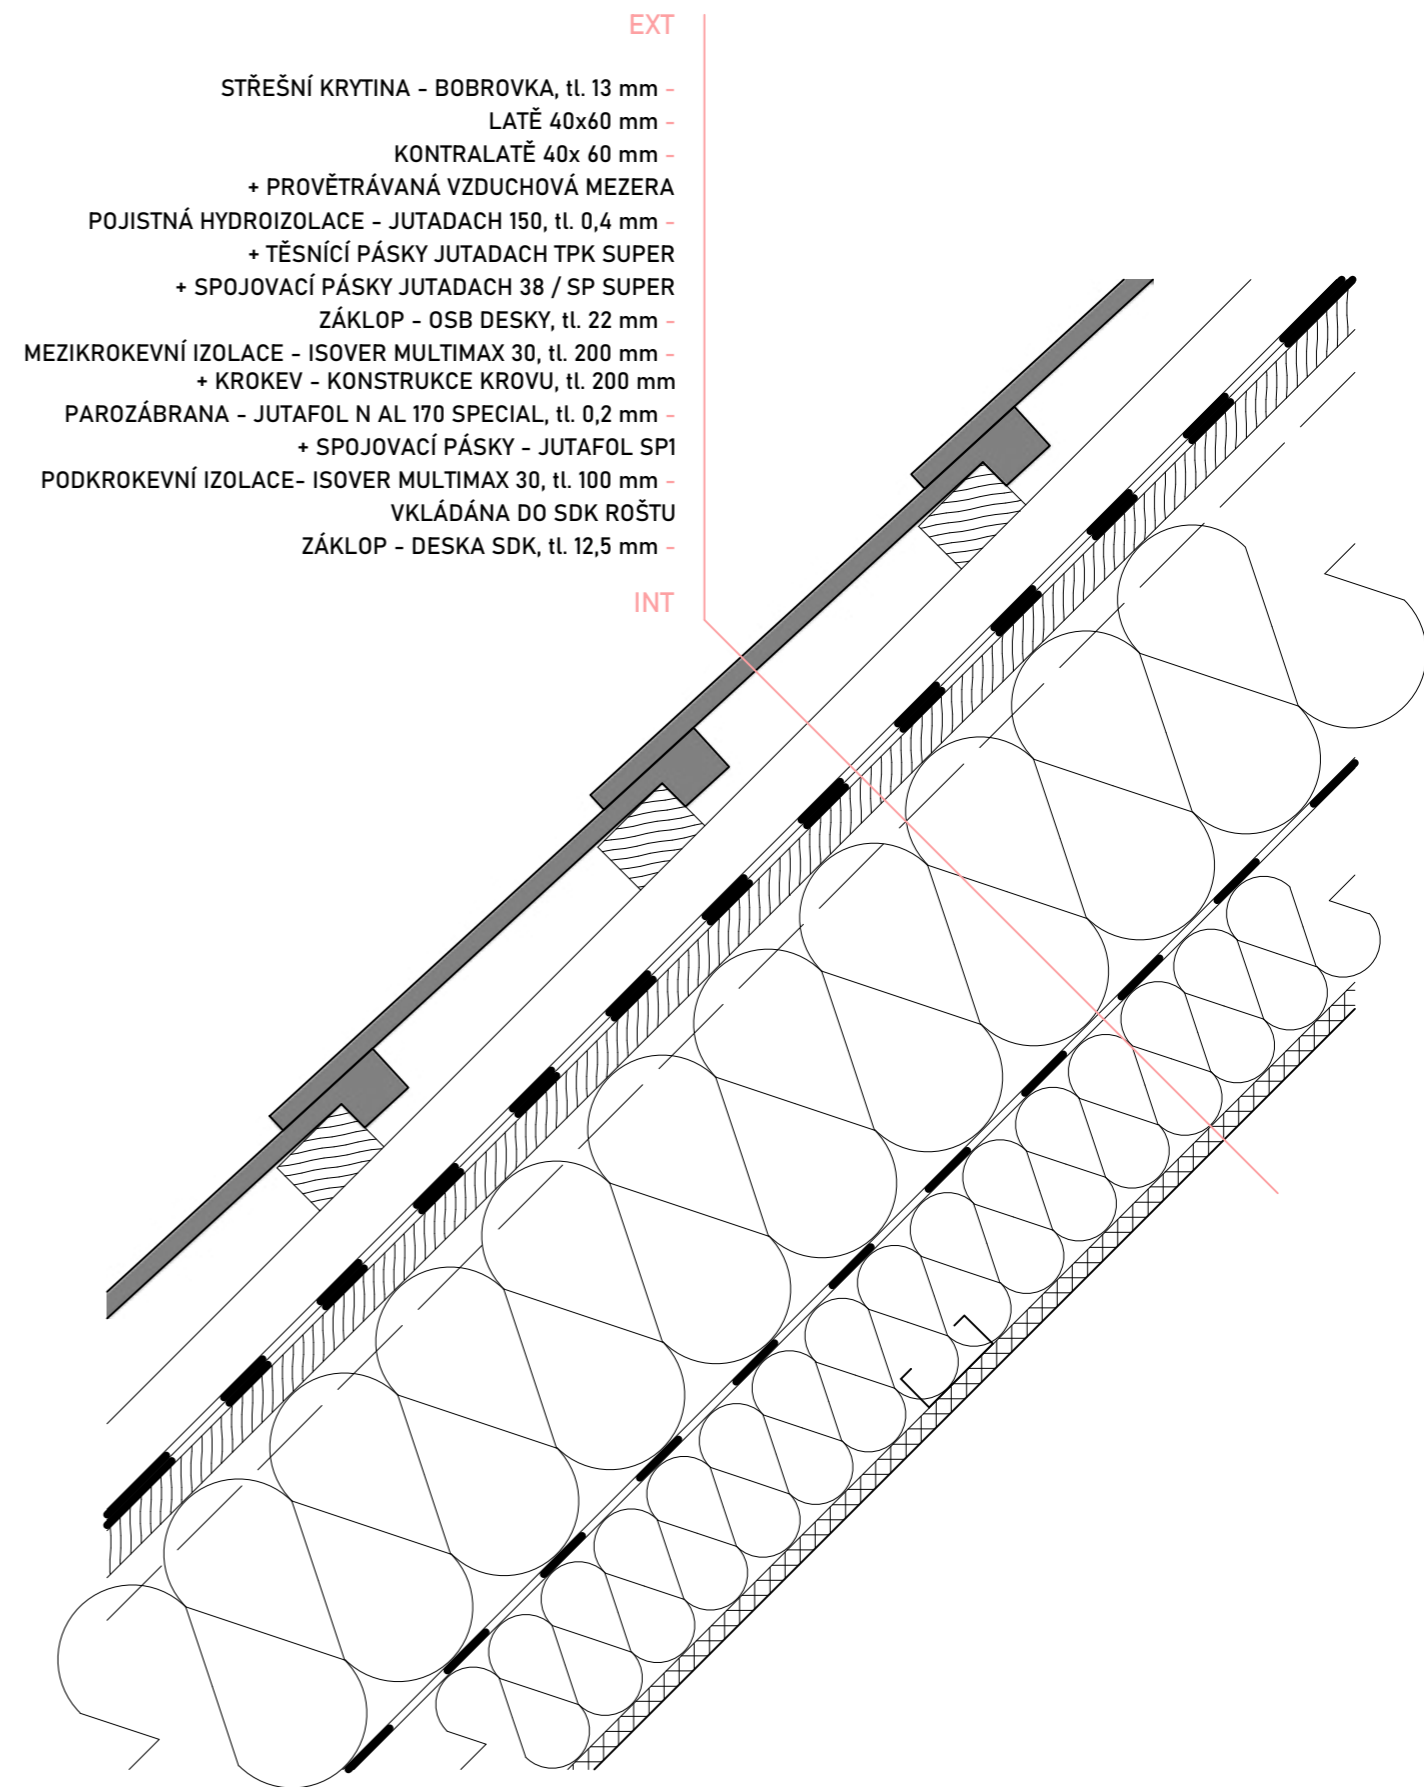 EXT
STŘEŠNÍ KRYTINA - BOBROVKA, tl. 13 mm -
LATĚ 40x60 mm -
KONTRALATĚ 40x 60 mm -
+ PROVĚTRÁVANÁ VZDUCHOVÁ MEZERA
POJISTNÁ HYDROIZOLACE - JUTADACH 150, tl. 0,4 mm -
+ TĚSNÍCÍ PÁSKY JUTADACH TPK SUPER
+ SPOJOVACÍ PÁSKY JUTADACH 38 / SP SUPER
ZÁKLOP - OSB DESKY, tl. 22 mm -
MEZIKROKEVNÍ IZOLACE - ISOVER MULTIMAX 30, tl. 200 mm -
+ KROKEV - KONSTRUKCE KROVU, tl. 200 mm
PAROZÁBRANA - JUTAFOL N AL 170 SPECIAL, tl. 0,2 mm -
+ SPOJOVACÍ PÁSKY - JUTAFOL SP1
PODKROKEVNÍ IZOLACE- ISOVER MULTIMAX 30, tl. 100 mm -
VKLÁDÁNA DO SDK ROŠTU
ZÁKLOP - DESKA SDK, tl. 12,5 mm -
INT